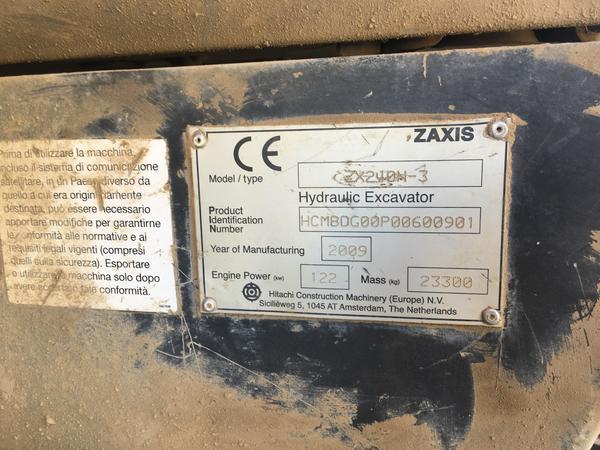 prima di utilizzare la macchina,
incluso il sistema di comunicazione
satellitare, in un Paese diverso da
quello a cui era originariamente
destinata, può essere necessario
apportare modifiche per garantirne
la conformità alle normative e ai
requisiti legali vigenti (compresi
quelli sulla sicurezza). Esportare
o utilizzare la macchina solo dopo
avere accertato tale conformità.
CE
ZAXIS
Model / type ZX210N-3
Hydraulic Excavator
Product
Identification
Number HCMBDG00P00600901
Year of Manufacturing 2009
Engine Power (kw) 122 Mass (kg) 23300
Hitachi Construction Machinery (Europe) N.V.
Siciliëweg 5, 1045 AT Amsterdam, The Netherlands